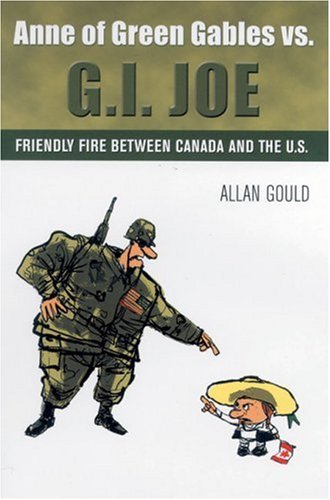 Anne of Green Gables vs.
G.I. JOE
FRIENDLY FIRE BETWEEN CANADA AND THE U.S.
ALLAN GOULD